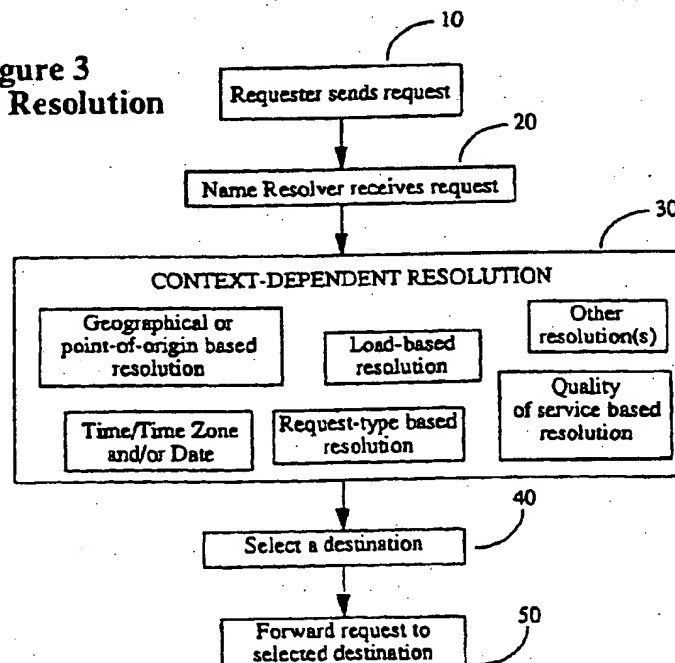 gure 3
Resolution
10
Requester sends request
20
Name Resolver receives request
30
CONTEXT-DEPENDENT RESOLUTION
Geographical or
point-of-origin based
resolution
Load-based
resolution
Other
resolution(s)
Time/Time Zone
and/or Date
Request-type based
resolution
Quality
of service based
resolution
40
Select a destination
50
Forward request to
selected destination